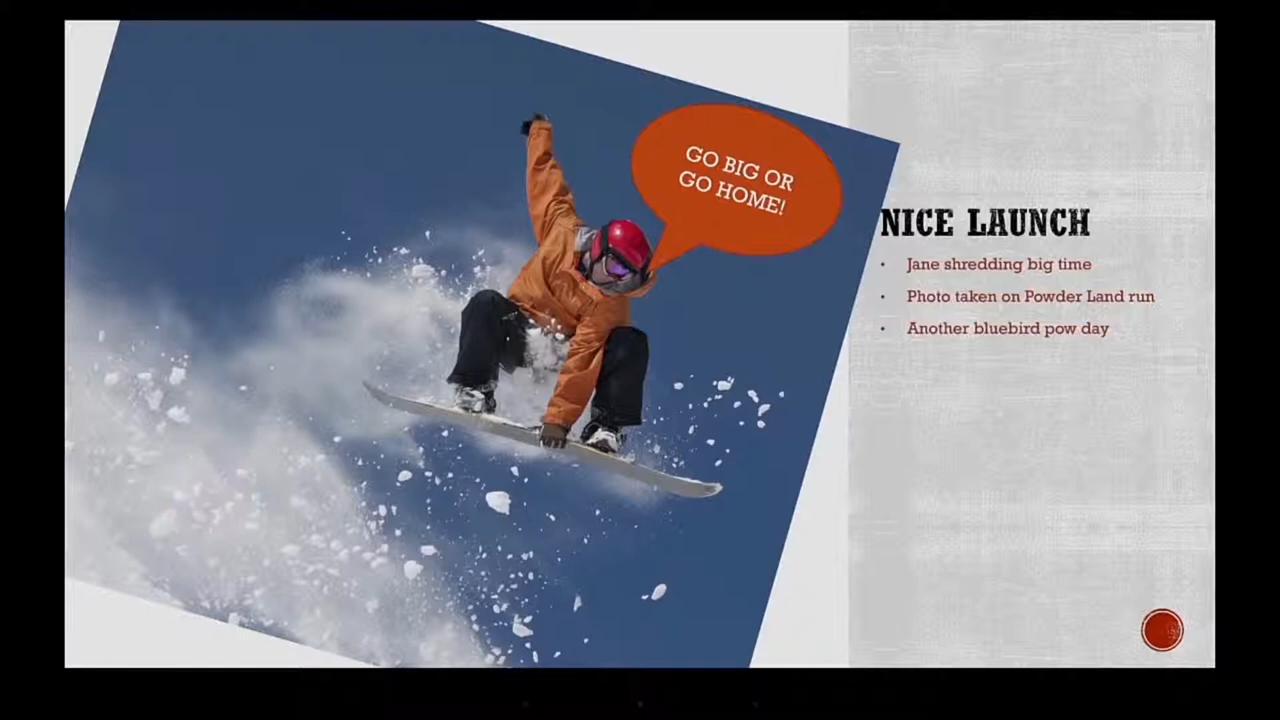 GO BIG OR
GO HOME!
NICE LAUNCH
• Jane shredding big time
• Photo taken on Powder Land run
• Another bluebird pow day